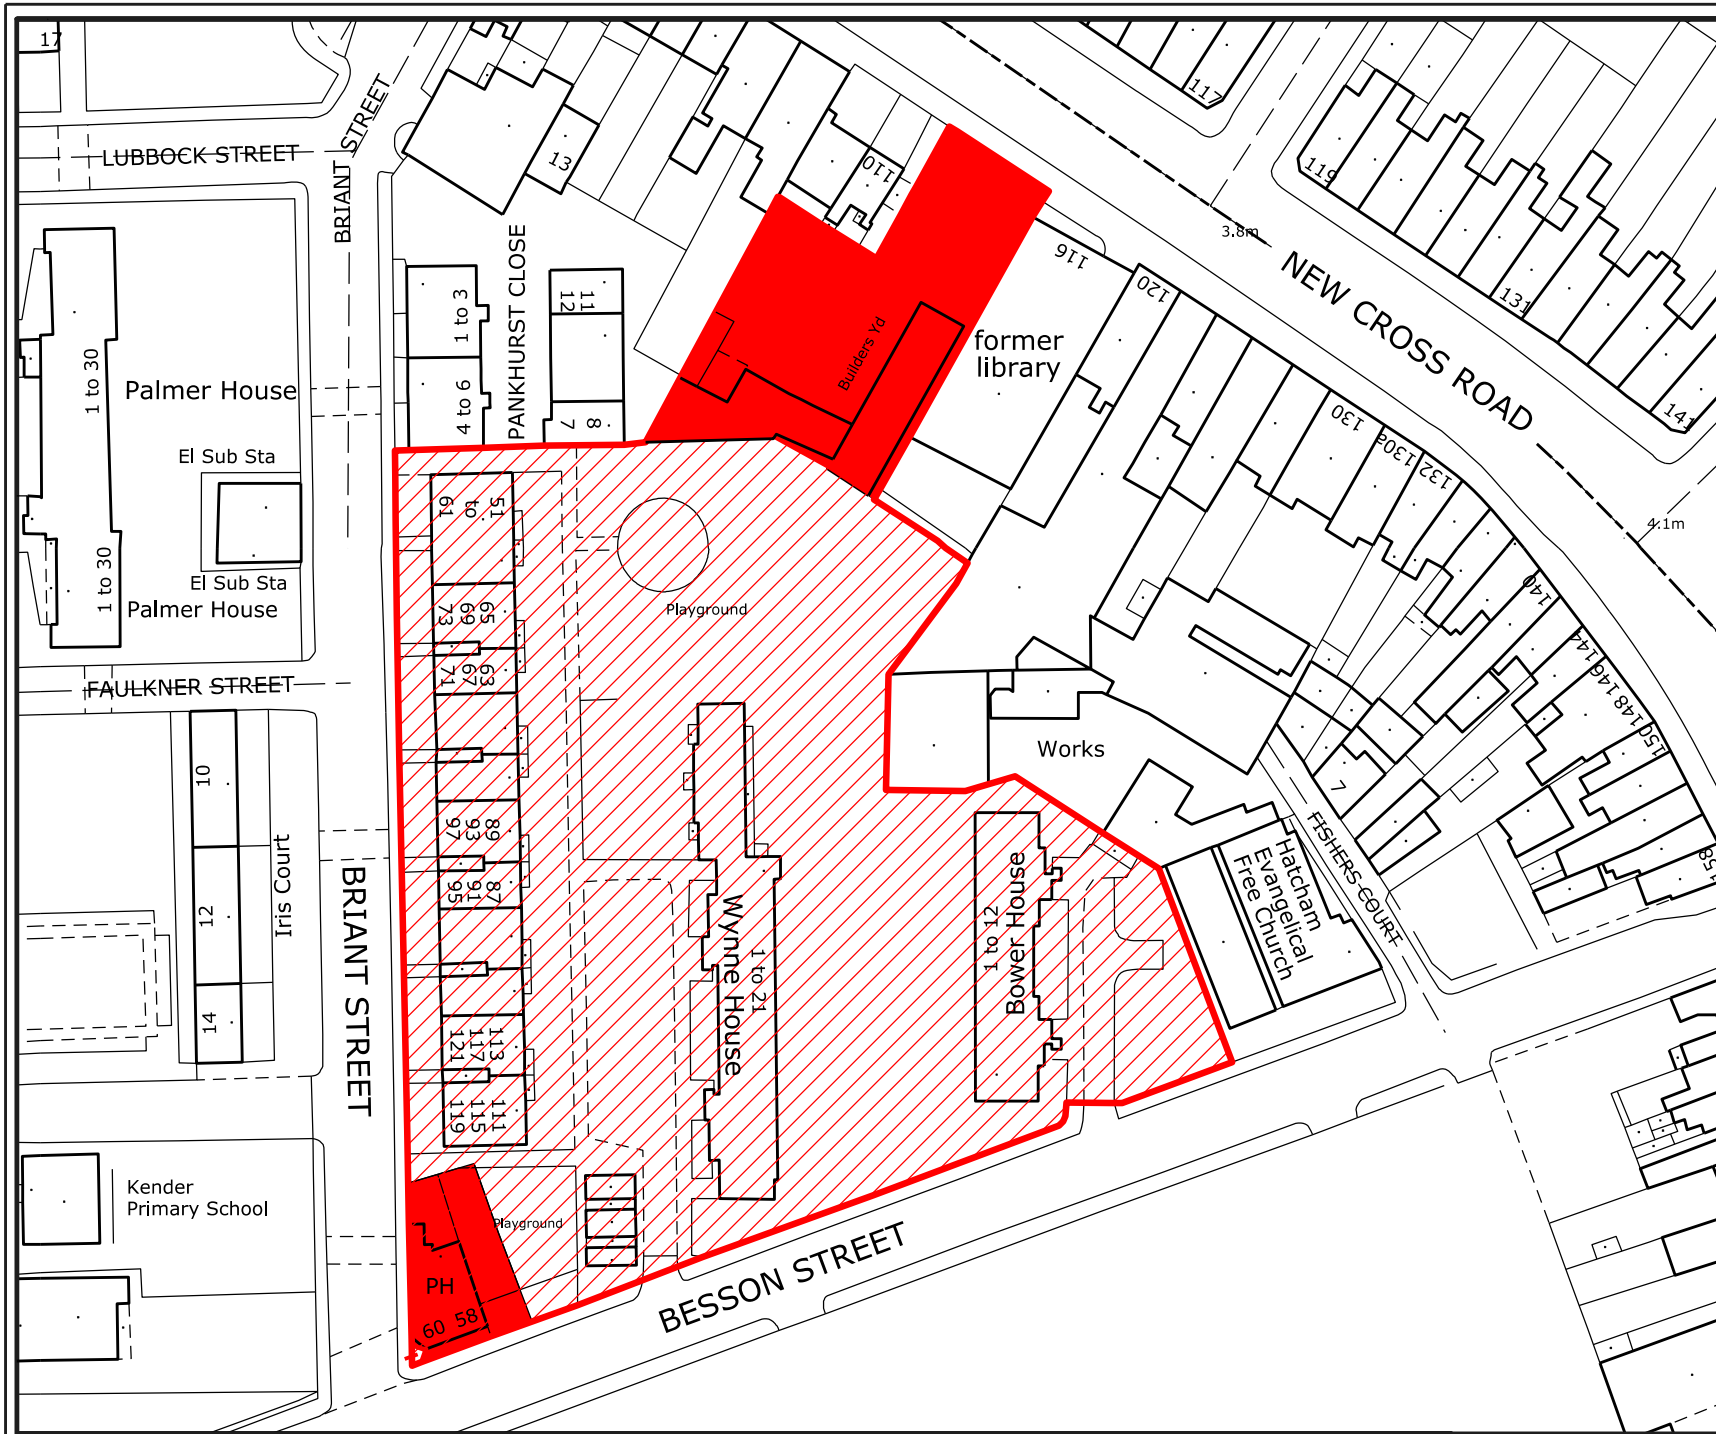 17
117
119
131
141
LUBBOCK STREET
BRIANT STREET
13
110
3.8m
NEW CROSS ROAD
116
120
PANKHURST CLOSE
1 to 3
4 to 6
11
12
7
8
Builders Yd
former
library
130
130a
132
4.1m
1 to 30
Palmer House
El Sub Sta
El Sub Sta
1 to 30
Palmer House
FAULKNER STREET
51
to
61
65
69
73
63
67
71
Playground
140
144
146
148
150
158
Works
7
FISHERS COURT
Hatcham
Evangelical
Free Church
10
12
14
Iris Court
BRIANT STREET
89
93
97
87
91
95
113
117
121
111
115
119
Wynne House
1 to 21
1 to 12
Bower House
Kender
Primary School
Playground
PH
60
58
BESSON STREET